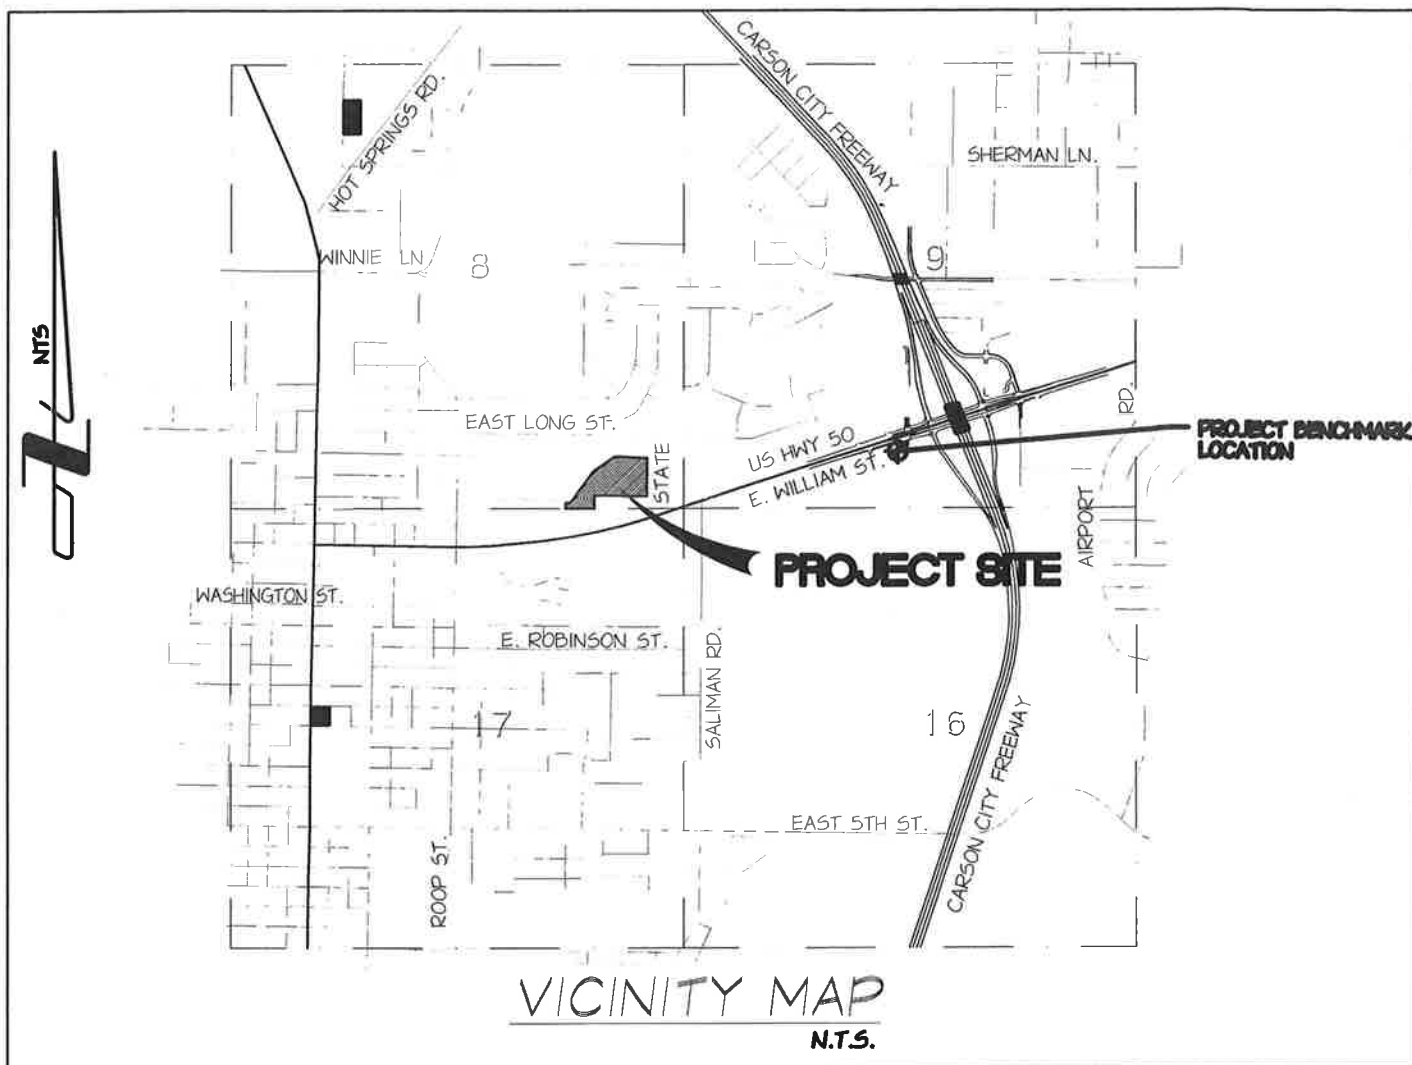 CARSON CITY FREEWAY
HOT SPRINGS RD.
SHERMAN LN.
WINNIE LN
8
9
NTS
EAST LONG ST.
US HWY 50
E. WILLIAM ST.
STATE
AIRPORT RD.
PROJECT BENCHMARK
LOCATION
PROJECT SITE
WASHINGTON ST.
E. ROBINSON ST.
SALIMAN RD.
17
16
EAST 5TH ST.
CARSON CITY FREEWAY
ROOP ST.
VICINITY MAP
N.T.S.